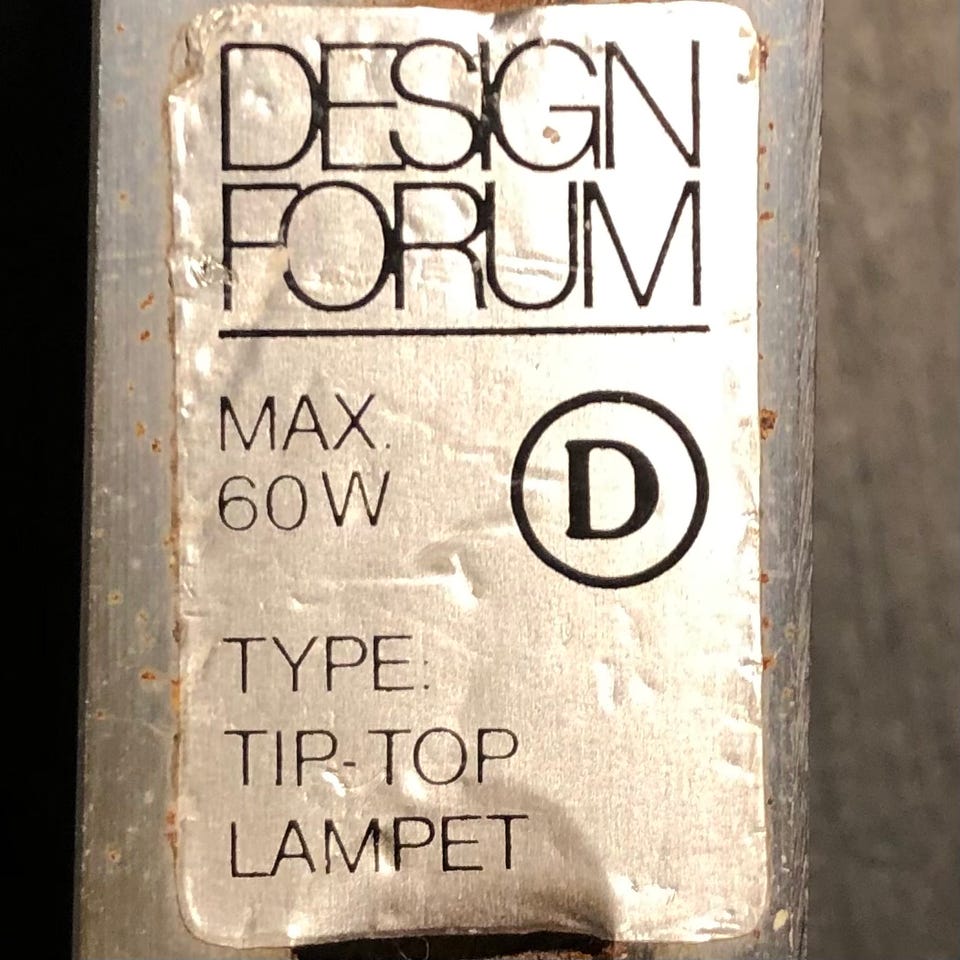 DESIGN
FORUM
MAX.
60W
D
TYPE:
TIP-TOP
LAMPET